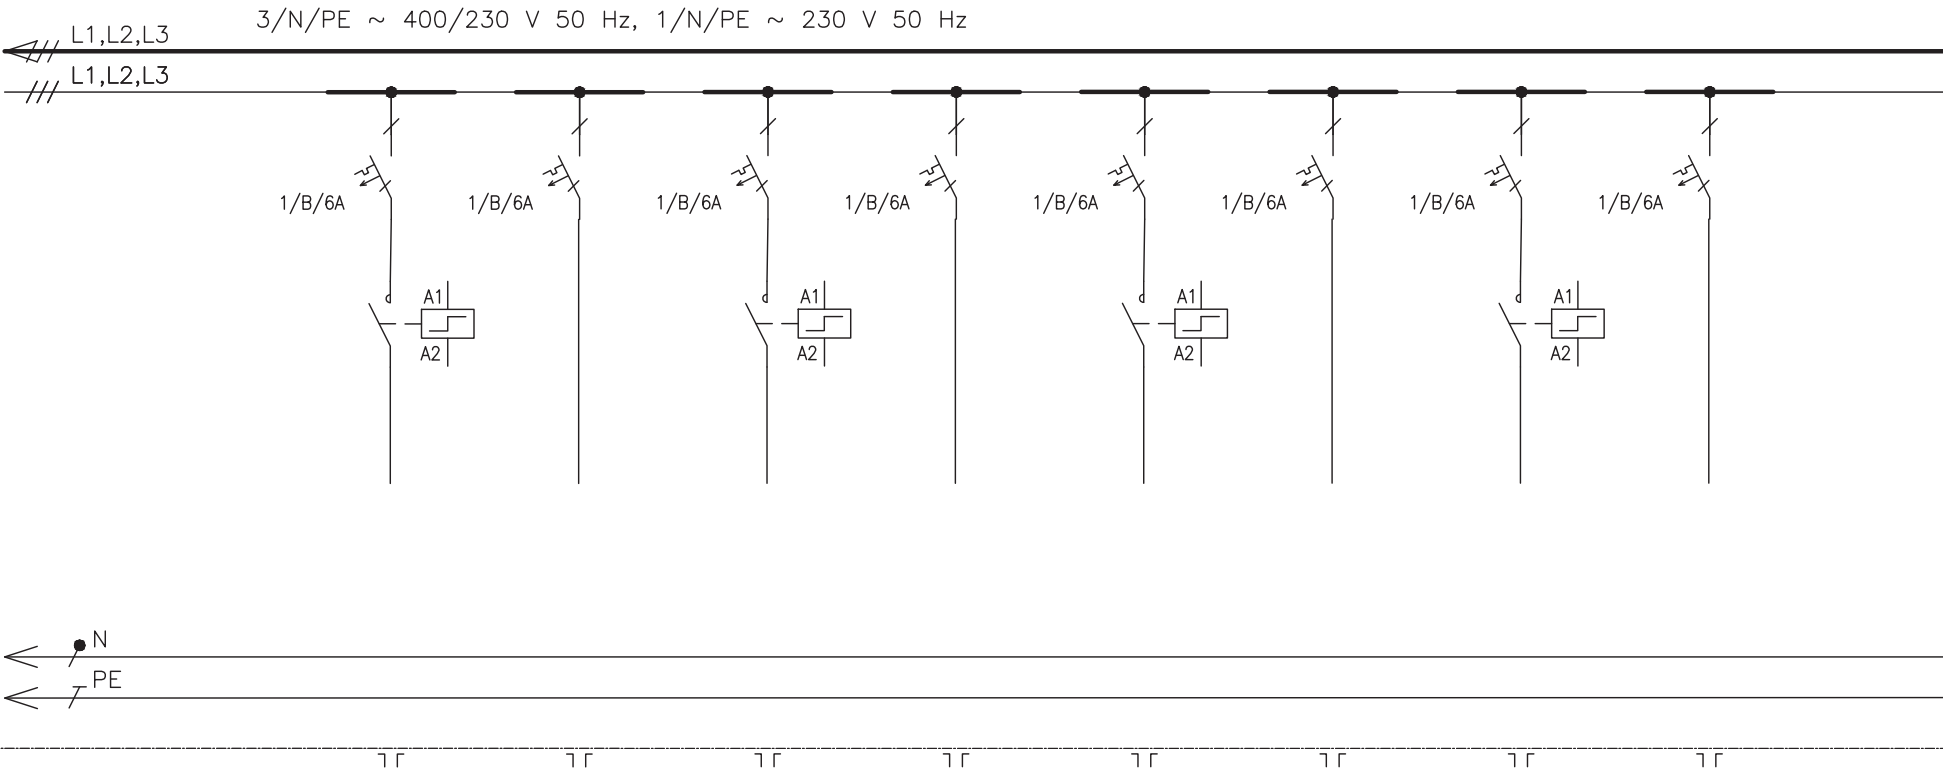 3/N/PE ~ 400/230 V 50 Hz, 1/N/PE ~ 230 V 50 Hz
L1,L2,L3
L1,L2,L3
1/B/6A 1/B/6A 1/B/6A 1/B/6A 1/B/6A 1/B/6A 1/B/6A 1/B/6A
A1 A1 A1 A1
A2 A2 A2 A2
N
PE